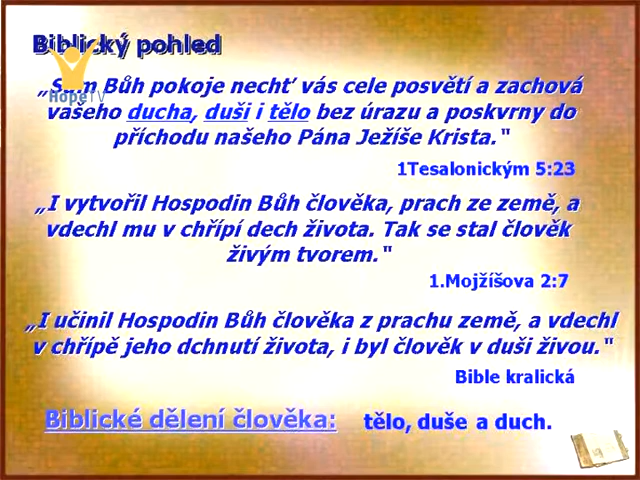 Biblický pohled
„Sám Bůh pokoje nechť vás cele posvětí a zachová
HopeTV
vašeho ducha, duši i tělo bez úrazu a poskvrny do
příchodu našeho Pána Ježíše Krista."
1Tesalonickým 5:23
„I vytvořil Hospodin Bůh člověka, prach ze země, a
vdechl mu v chřípí dech života. Tak se stal člověk
živým tvorem."
1.Mojžíšova 2:7
„I učinil Hospodin Bůh člověka z prachu země, a vdechl
v chřípě jeho dchnutí života, i byl člověk v duši živou."
Bible kralická
Biblické dělení člověka: tělo, duše a duch.